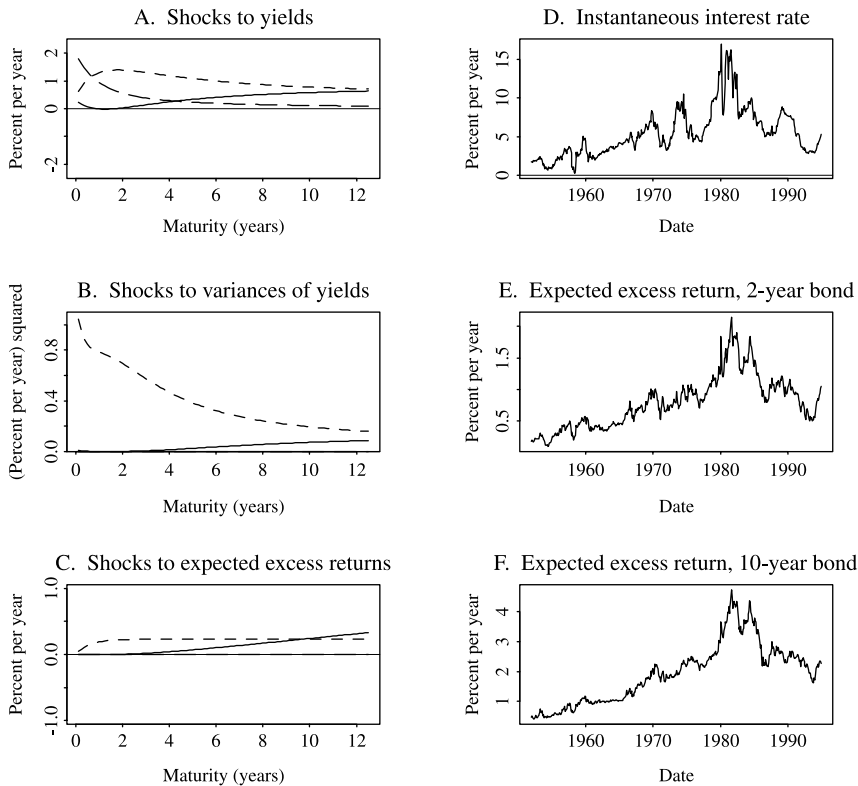 A. Shocks to yields
Percent per year
2
1
0
-2
0 2 4 6 8 10 12
Maturity (years)
B. Shocks to variances of yields
(Percent per year) squared
0.8
0.4
0.0
0 2 4 6 8 10 12
Maturity (years)
C. Shocks to expected excess returns
Percent per year
1.0
0.0
-1.0
0 2 4 6 8 10 12
Maturity (years)
D. Instantaneous interest rate
Percent per year
15
10
5
0
1960 1970 1980 1990
Date
E. Expected excess return, 2-year bond
Percent per year
1.5
0.5
1960 1970 1980 1990
Date
F. Expected excess return, 10-year bond
Percent per year
4
3
2
1
1960 1970 1980 1990
Date